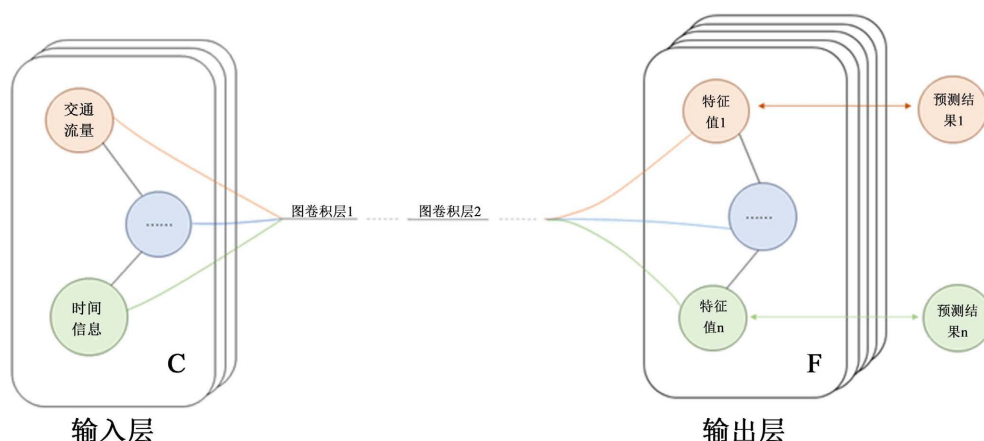 交通
流量
……
时间
信息
C
输入层
图卷积层1
图卷积层2
特征
值1
……
特征
值n
F
输出层
预测结
果1
预测结
果n